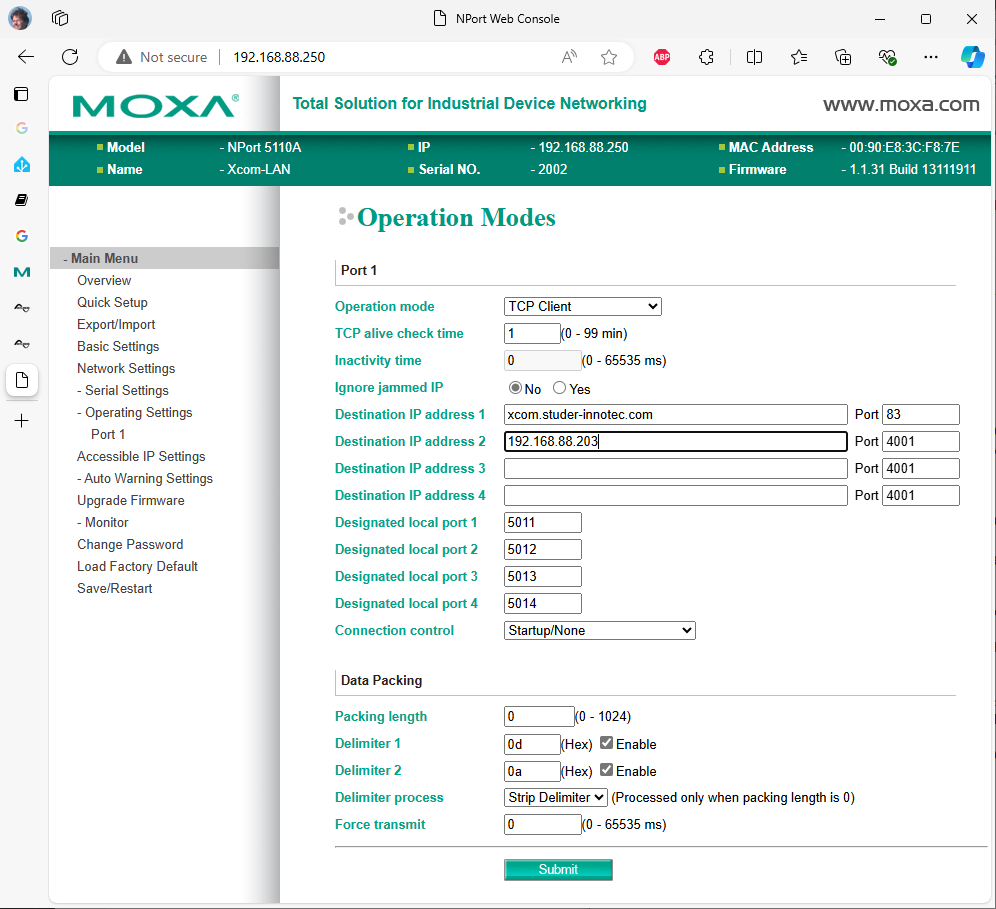 NPort Web Console
Not secure 192.168.88.250
ABP
MOXA® Total Solution for Industrial Device Networking www.moxa.com
Model - NPort 5110A IP - 192.168.88.250 MAC Address - 00:90:E8:3C:F8:7E
Name - Xcom-LAN Serial NO. - 2002 Firmware - 1.1.31 Build 13111911
Operation Modes
- Main Menu
Overview
Quick Setup
Export/Import
Basic Settings
Network Settings
- Serial Settings
- Operating Settings
Port 1
Accessible IP Settings
- Auto Warning Settings
Upgrade Firmware
- Monitor
Change Password
Load Factory Default
Save/Restart
Port 1
Operation mode TCP Client
TCP alive check time 1 (0 - 99 min)
Inactivity time 0 (0 - 65535 ms)
Ignore jammed IP No Yes
Destination IP address 1 xcom.studer-innotec.com Port 83
Destination IP address 2 192.168.88.203 Port 4001
Destination IP address 3 Port 4001
Destination IP address 4 Port 4001
Designated local port 1 5011
Designated local port 2 5012
Designated local port 3 5013
Designated local port 4 5014
Connection control Startup/None
Data Packing
Packing length 0 (0 - 1024)
Delimiter 1 0d (Hex) Enable
Delimiter 2 0a (Hex) Enable
Delimiter process Strip Delimiter (Processed only when packing length is 0)
Force transmit 0 (0 - 65535 ms)
Submit